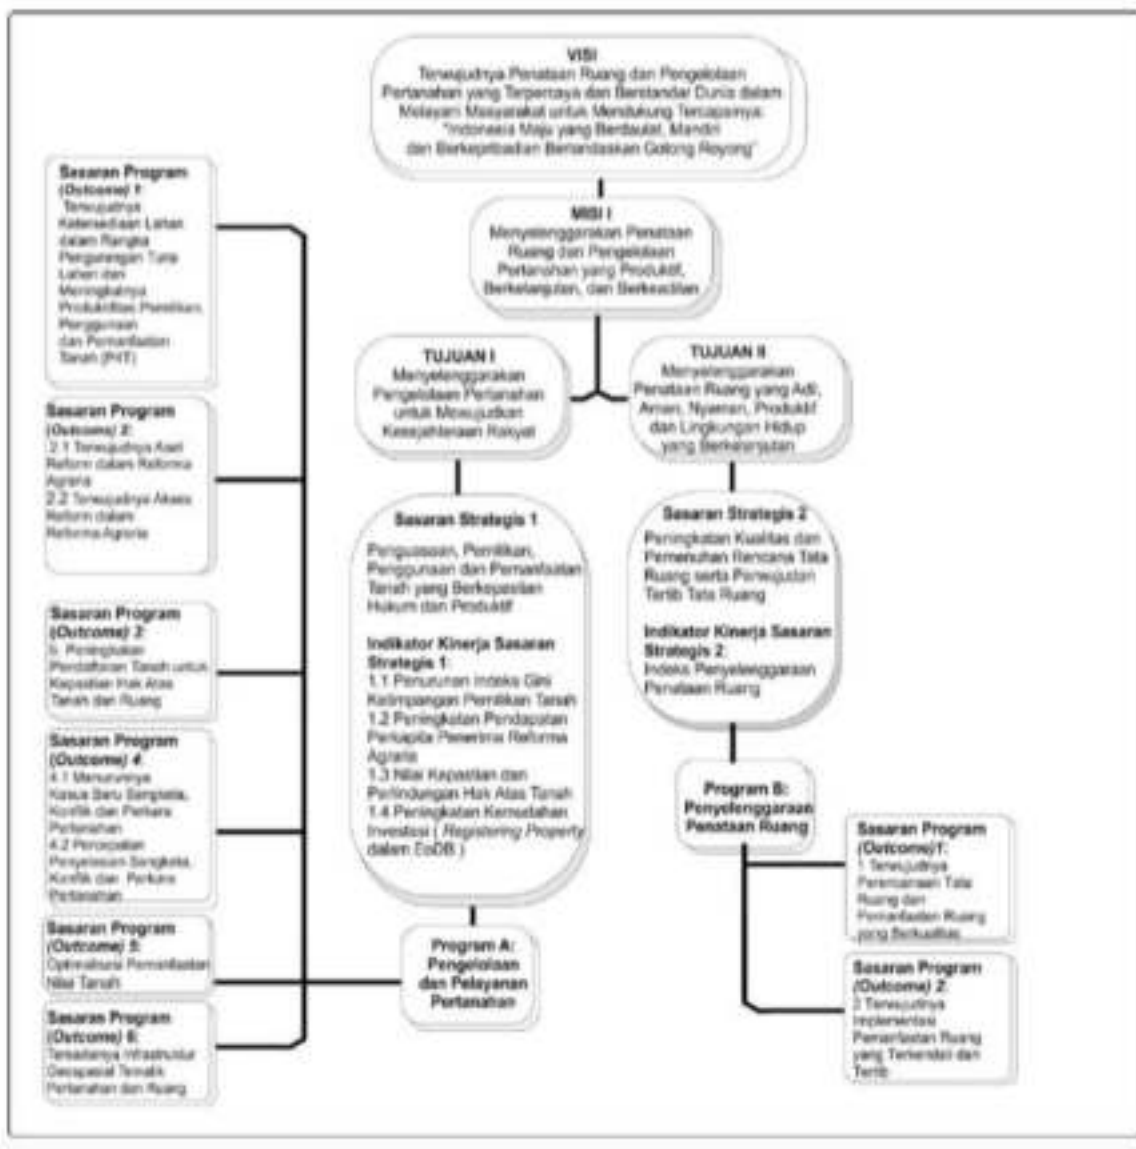 VISI
Terwujudnya Penataan Ruang dan Pengelolaan
Pertanahan yang Terpercaya dan Berstandar Dunia dalam
Melayani Masyarakat untuk Mendukung Tercapainya:
"Indonesia Maju yang Berdaulat, Mandiri
dan Berkepribadian Berlandaskan Gotong Royong"
MISI I
Menyelenggarakan Penataan
Ruang dan Pengelolaan
Pertanahan yang Produktif,
Berkelanjutan, dan Berkeadilan
TUJUAN I
Menyelenggarakan
Pengelolaan Pertanahan
untuk Mewujudkan
Kesejahteraan Rakyat
TUJUAN II
Menyelenggarakan
Penataan Ruang yang Adil,
Aman, Nyaman, Produktif
dan Lingkungan Hidup
yang Berkelanjutan
Sasaran Strategis 1
Penguasaan, Pemilikan,
Penggunaan dan Pemanfaatan
Tanah yang Berkepastian
Hukum dan Produktif
Indikator Kinerja Sasaran
Strategis 1:
1.1 Penurunan Indeks Gini
Ketimpangan Pemilikan Tanah
1.2 Peningkatan Pendapatan
Perkapita Penerima Reforma
Agraria
1.3 Nilai Kepastian dan
Perlindungan Hak Atas Tanah
1.4 Peningkatan Kemudahan
Investasi ( Registering Property
dalam EoDB )
Sasaran Strategis 2
Peningkatan Kualitas dan
Pemenuhan Rencana Tata
Ruang serta Perwujudan
Tertib Tata Ruang
Indikator Kinerja Sasaran
Strategis 2:
Indeks Penyelenggaraan
Penataan Ruang
Program A:
Pengelolaan
dan Pelayanan
Pertanahan
Program B:
Penyelenggaraan
Penataan Ruang
Sasaran Program
(Outcome) 1:
Terwujudnya
Ketersediaan Lahan
dalam Rangka
Pengurangan Tuna
Lahan dan
Meningkatnya
Produktifitas Pemilikan,
Penggunaan
dan Pemanfaatan
Tanah (P4T)
Sasaran Program
(Outcome) 2:
2.1 Terwujudnya Aset
Reform dalam Reforma
Agraria
2.2 Terwujudnya Akses
Reform dalam
Reforma Agraria
Sasaran Program
(Outcome) 3:
Peningkatan
Pendaftaran Tanah untuk
Kepastian Hak Atas
Tanah dan Ruang
Sasaran Program
(Outcome) 4:
4.1 Menurunnya
Kasus Baru Sengketa,
Konflik dan Perkara
Pertanahan
4.2 Percepatan
Penyelesaian Sengketa,
Konflik dan Perkara
Pertanahan
Sasaran Program
(Outcome) 5:
Optimalisasi Pemanfaatan
Nilai Tanah
Sasaran Program
(Outcome) 6:
Tersedianya Infrastruktur
Geospasial Tematik
Pertanahan dan Ruang
Sasaran Program
(Outcome)1:
1 Terwujudnya
Perencanaan Tata
Ruang dan
Pemanfaatan Ruang
yang Berkualitas
Sasaran Program
(Outcome) 2:
2 Terwujudnya
Implementasi
Pemanfaatan Ruang
yang Terkendali dan
Tertib